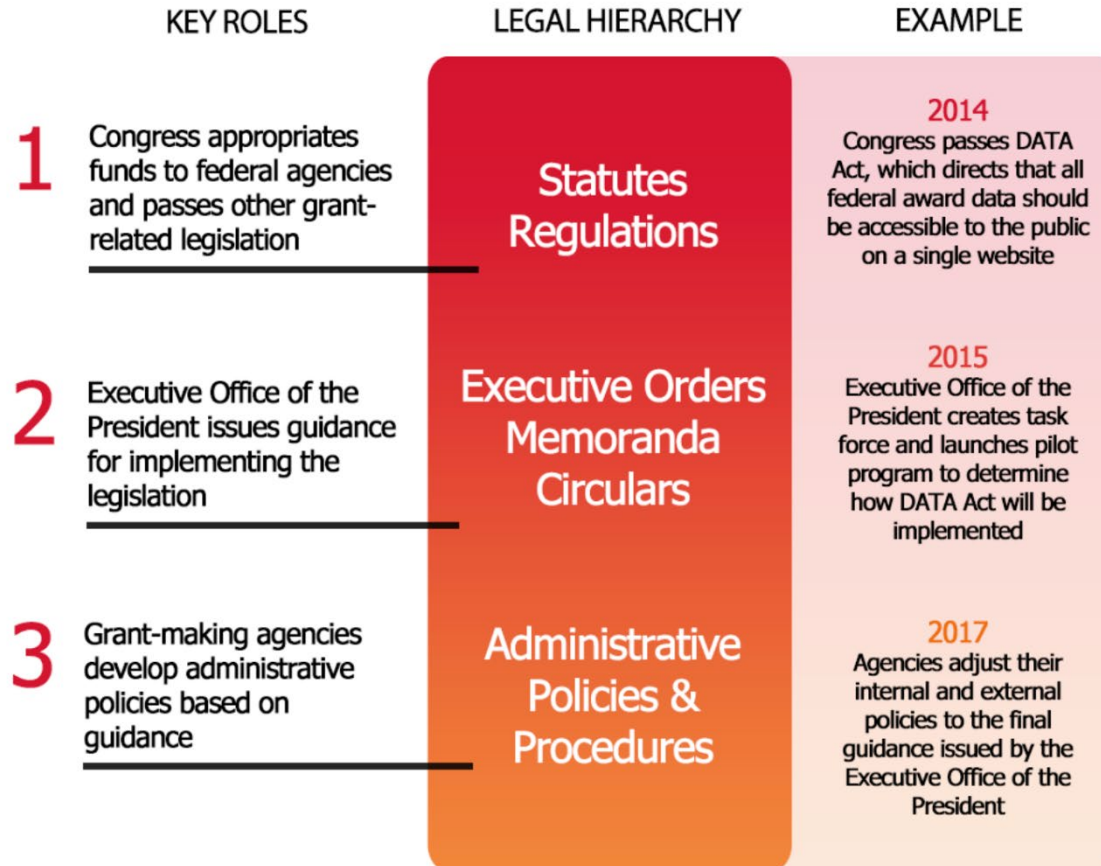 KEY ROLES
LEGAL HIERARCHY
EXAMPLE
1
Congress appropriates
funds to federal agencies
and passes other grant-
related legislation
Statutes
Regulations
2014
Congress passes DATA
Act, which directs that all
federal award data should
be accessible to the public
on a single website
2
Executive Office of the
President issues guidance
for implementing the
legislation
Executive Orders
Memoranda
Circulars
2015
Executive Office of the
President creates task
force and launches pilot
program to determine
how DATA Act will be
implemented
3
Grant-making agencies
develop administrative
policies based on
guidance
Administrative
Policies &
Procedures
2017
Agencies adjust their
internal and external
policies to the final
guidance issued by the
Executive Office of the
President